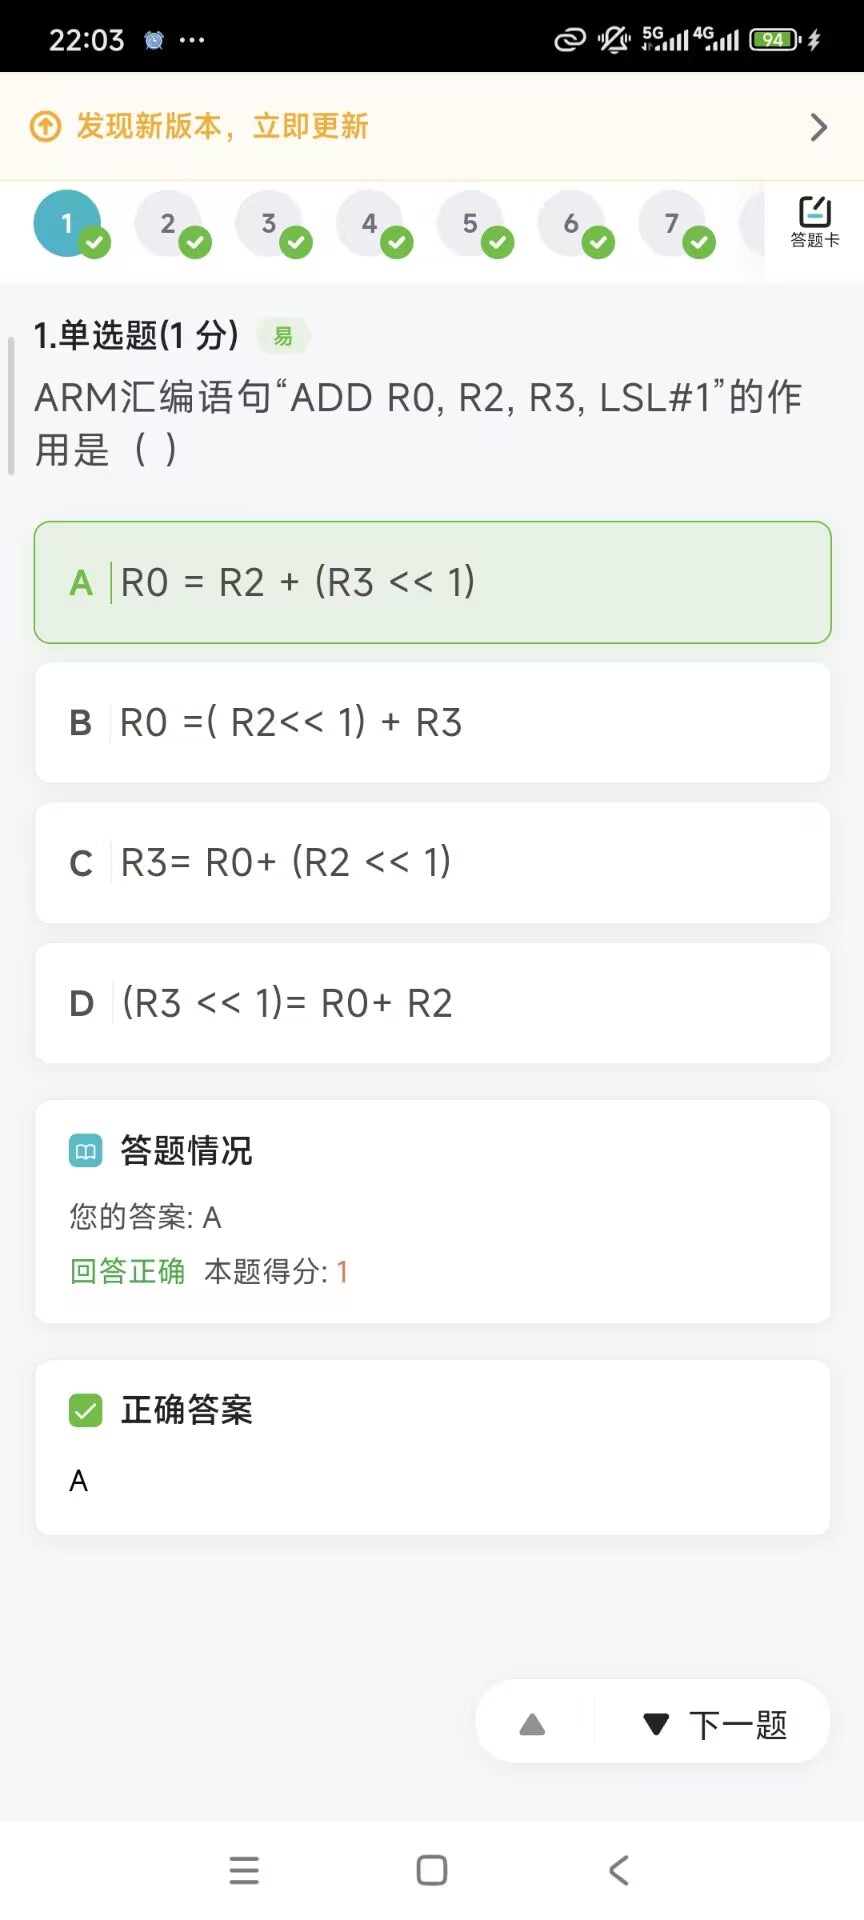 22:03 ...
5G 4G 94
发现新版本，立即更新
1 2 3 4 5 6 7
答题卡
1.单选题(1 分) 易
ARM汇编语句“ADD R0, R2, R3, LSL#1”的作
用是（ ）
A R0 = R2 + (R3 << 1)
B R0 =( R2<< 1) + R3
C R3= R0+ (R2 << 1)
D (R3 << 1)= R0+ R2
答题情况
您的答案: A
回答正确 本题得分: 1
正确答案
A
下一题